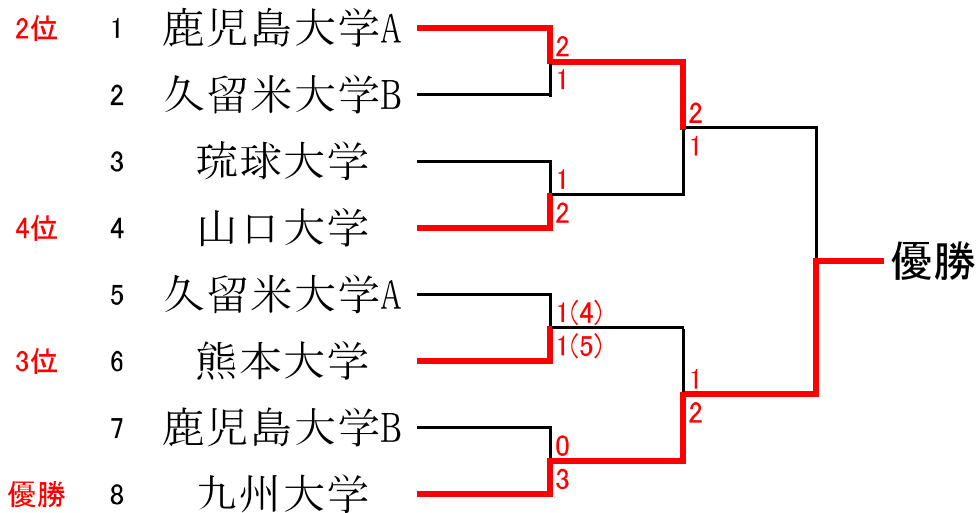 2位 1 鹿児島大学A
2
1
2 久留米大学B
2
1
3 琉球大学
1
2
4位 4 山口大学
優勝
5 久留米大学A
1(4)
1(5)
3位 6 熊本大学
1
2
7 鹿児島大学B
0
3
優勝 8 九州大学